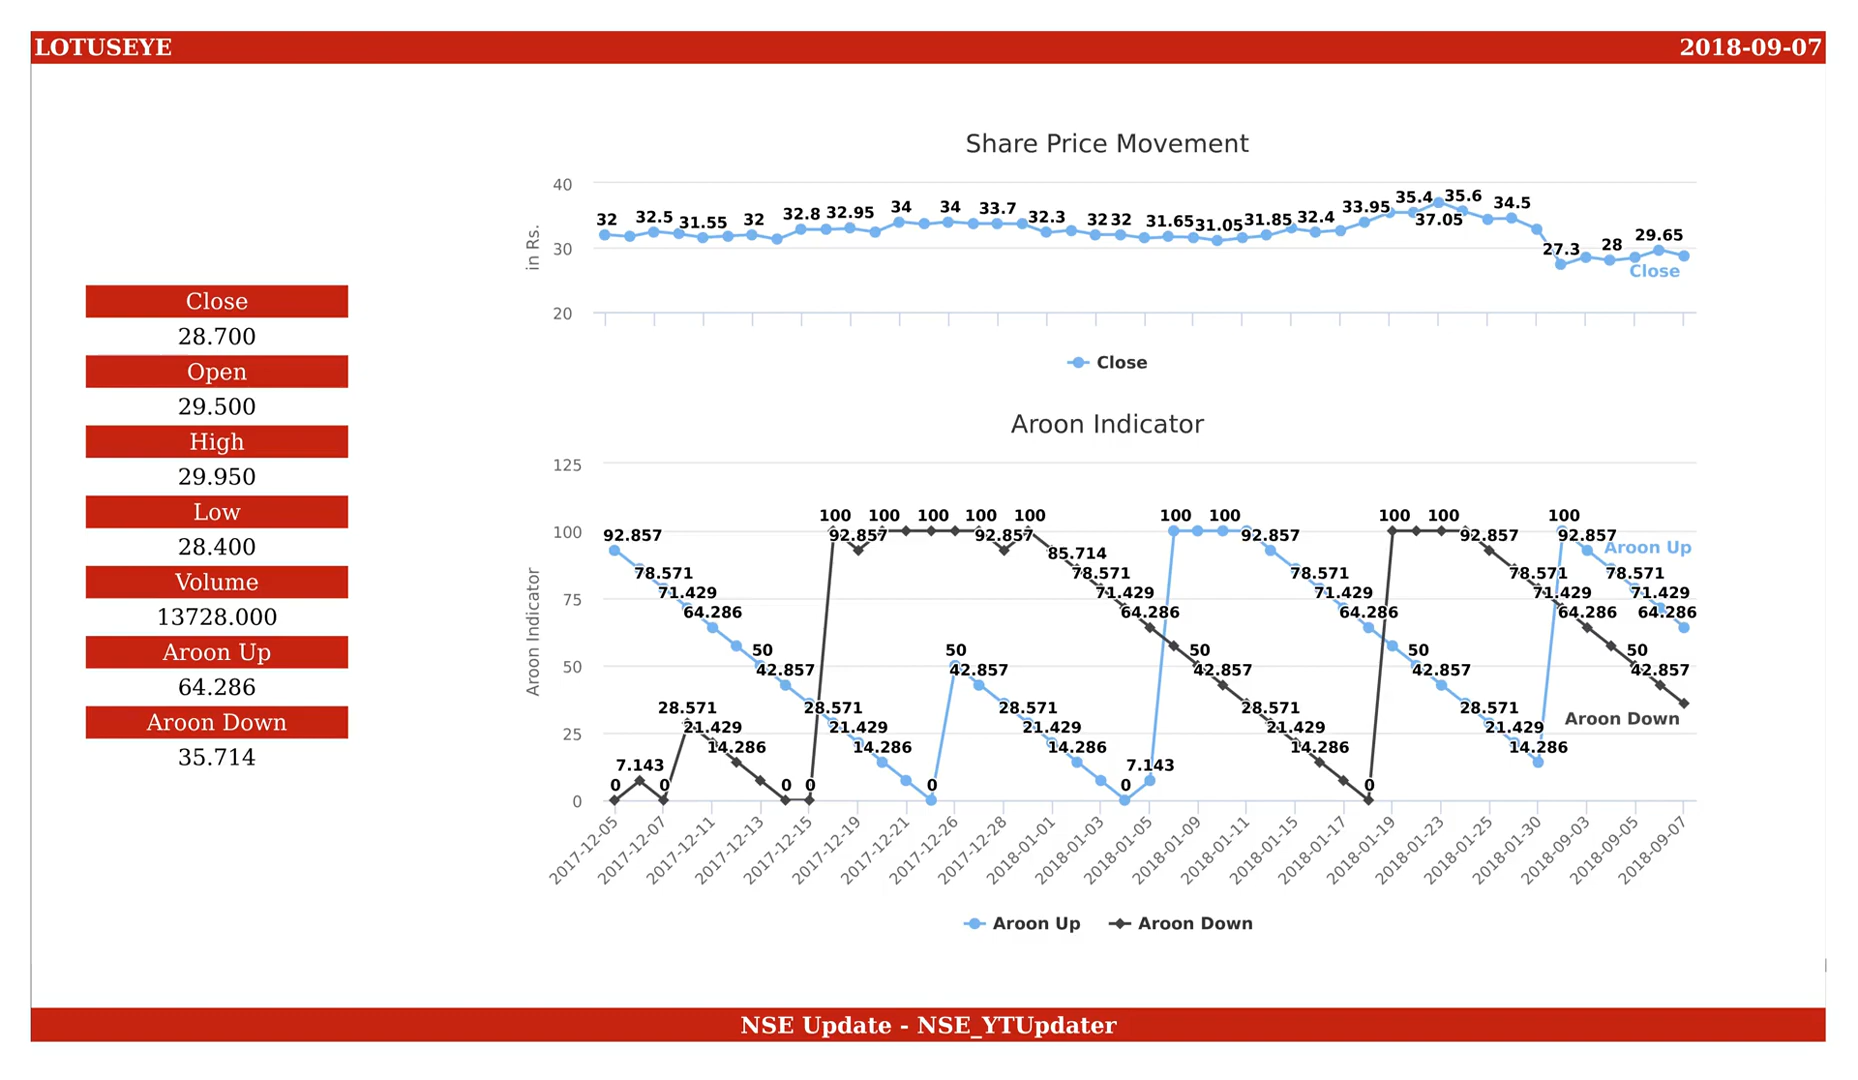 LOTUSEYE 2018-09-07
Close
28.700
Open
29.500
High
29.950
Low
28.400
Volume
13728.000
Aroon Up
64.286
Aroon Down
35.714
Share Price Movement
in Rs.
40
30
20
32 32.5 31.55 32 32.8 32.95 34 34 33.7 32.3 32 32 31.65 31.05 31.85 32.4 33.95 35.4 37.05 35.6 34.5 27.3 28 29.65
Close
Close
Aroon Indicator
Aroon Indicator
125
100
75
50
25
0
100 100 100 100 100 100 100 100 100 100
92.857 92.857 92.857 92.857 92.857 92.857
Aroon Up
85.714
78.571 78.571 78.571 78.571 78.571
71.429 71.429 71.429 71.429 71.429
64.286 64.286 64.286 64.286 64.286
50 50 50 50 50
42.857 42.857 42.857 42.857 42.857
28.571 28.571 28.571 28.571 28.571
Aroon Down
21.429 21.429 21.429 21.429 21.429
14.286 14.286 14.286 14.286 14.286
7.143 7.143
0 0 0 0 0 0 0
2017-12-05 2017-12-07 2017-12-11 2017-12-13 2017-12-15 2017-12-19 2017-12-21 2017-12-26 2017-12-28 2018-01-01 2018-01-03 2018-01-05 2018-01-09 2018-01-11 2018-01-15 2018-01-17 2018-01-19 2018-01-23 2018-01-25 2018-01-30 2018-09-03 2018-09-05 2018-09-07
Aroon Up Aroon Down
NSE Update - NSE_YTUpdater